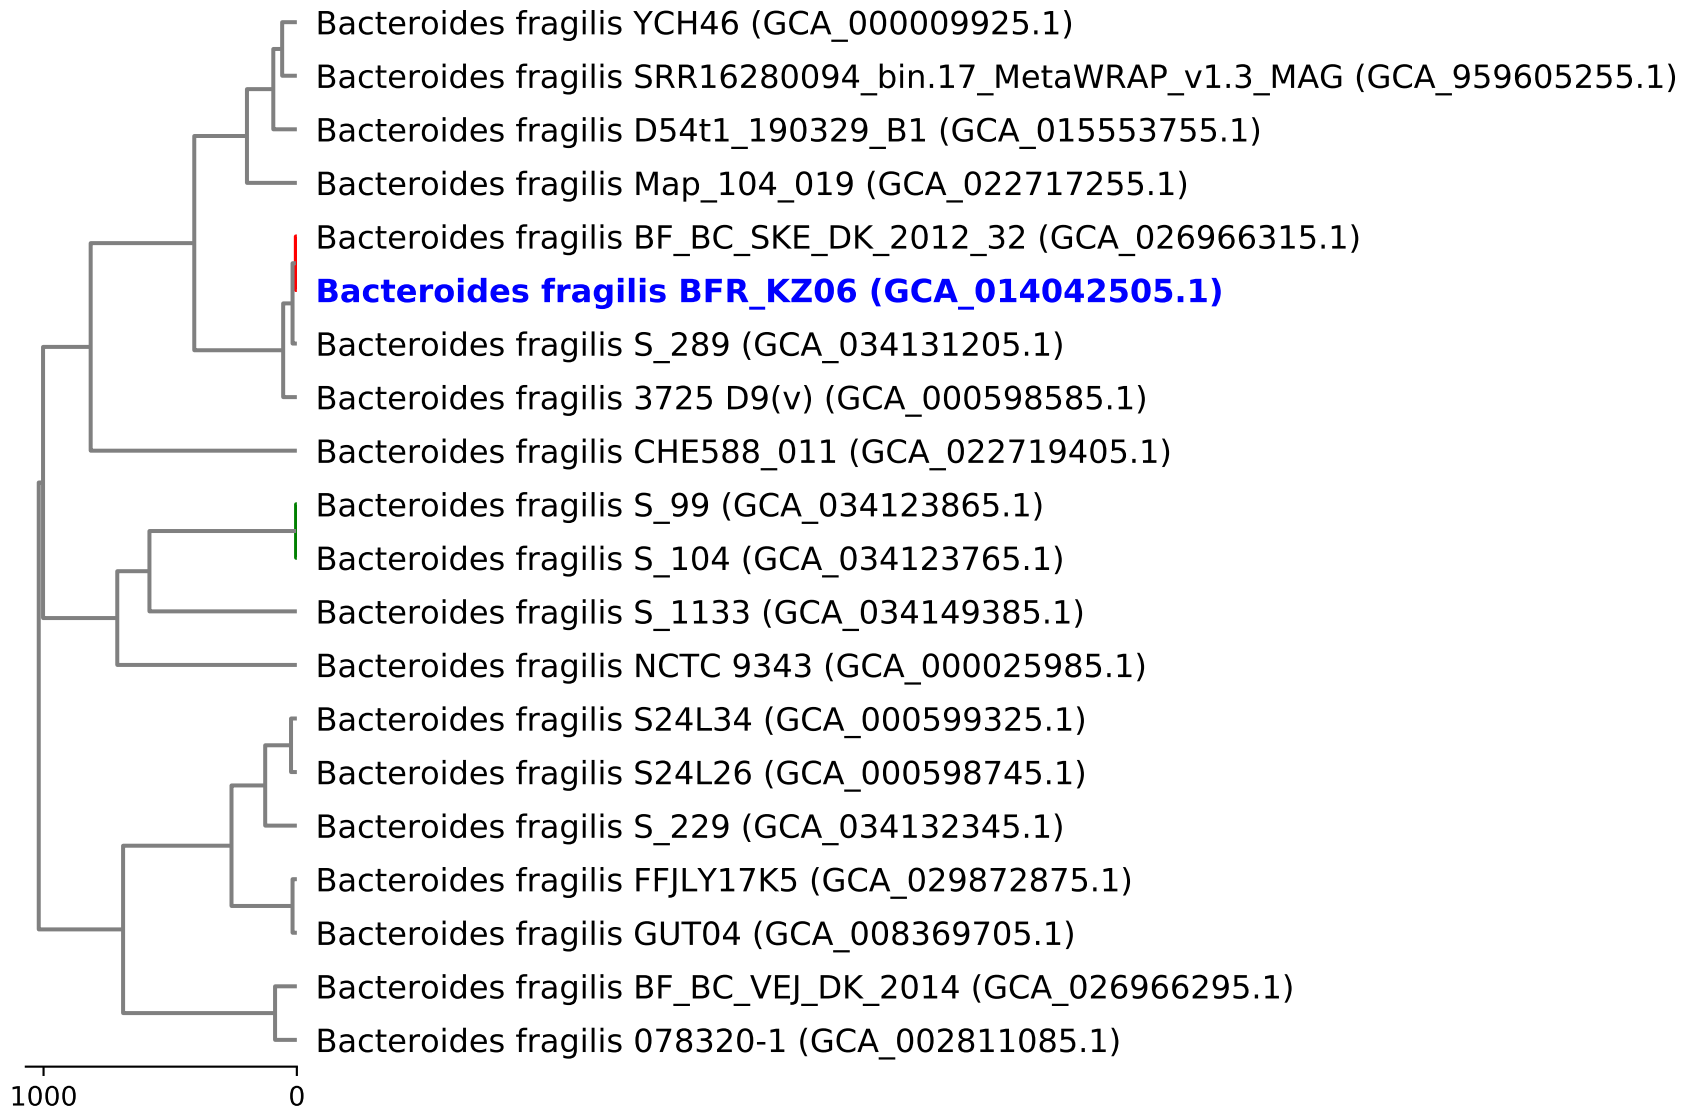 Bacteroides fragilis YCH46 (GCA_000009925.1)
Bacteroides fragilis SRR16280094_bin.17_MetaWRAP_v1.3_MAG (GCA_959605255.1)
Bacteroides fragilis D54t1_190329_B1 (GCA_015553755.1)
Bacteroides fragilis Map_104_019 (GCA_022717255.1)
Bacteroides fragilis BF_BC_SKE_DK_2012_32 (GCA_026966315.1)
Bacteroides fragilis BFR_KZ06 (GCA_014042505.1)
Bacteroides fragilis S_289 (GCA_034131205.1)
Bacteroides fragilis 3725 D9(v) (GCA_000598585.1)
Bacteroides fragilis CHE588_011 (GCA_022719405.1)
Bacteroides fragilis S_99 (GCA_034123865.1)
Bacteroides fragilis S_104 (GCA_034123765.1)
Bacteroides fragilis S_1133 (GCA_034149385.1)
Bacteroides fragilis NCTC 9343 (GCA_000025985.1)
Bacteroides fragilis S24L34 (GCA_000599325.1)
Bacteroides fragilis S24L26 (GCA_000598745.1)
Bacteroides fragilis S_229 (GCA_034132345.1)
Bacteroides fragilis FFJLY17K5 (GCA_029872875.1)
Bacteroides fragilis GUT04 (GCA_008369705.1)
Bacteroides fragilis BF_BC_VEJ_DK_2014 (GCA_026966295.1)
Bacteroides fragilis 078320-1 (GCA_002811085.1)
1000 0